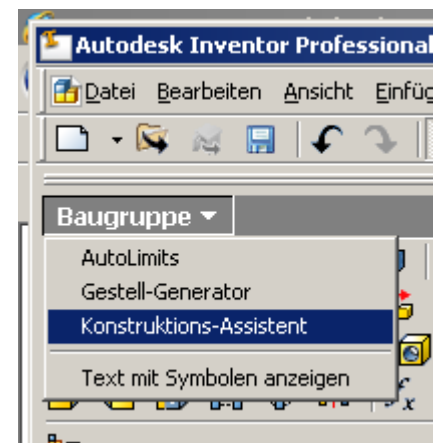 Autodesk Inventor Professional
Datei Bearbeiten Ansicht Einfüg
Baugruppe
AutoLimits
Gestell-Generator
Konstruktions-Assistent
Text mit Symbolen anzeigen